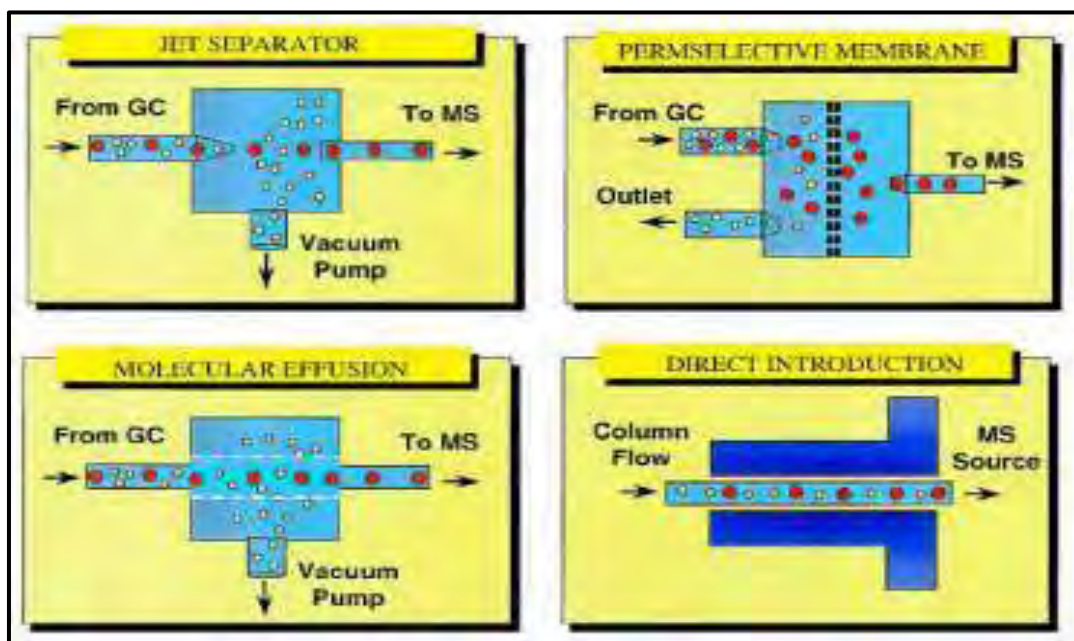 JET SEPARATOR
From GC
To MS
Vacuum
Pump
PERMSELECTIVE MEMBRANE
From GC
To MS
Outlet
MOLECULAR EFFUSION
From GC
To MS
Vacuum
Pump
DIRECT INTRODUCTION
Column
Flow
MS
Source